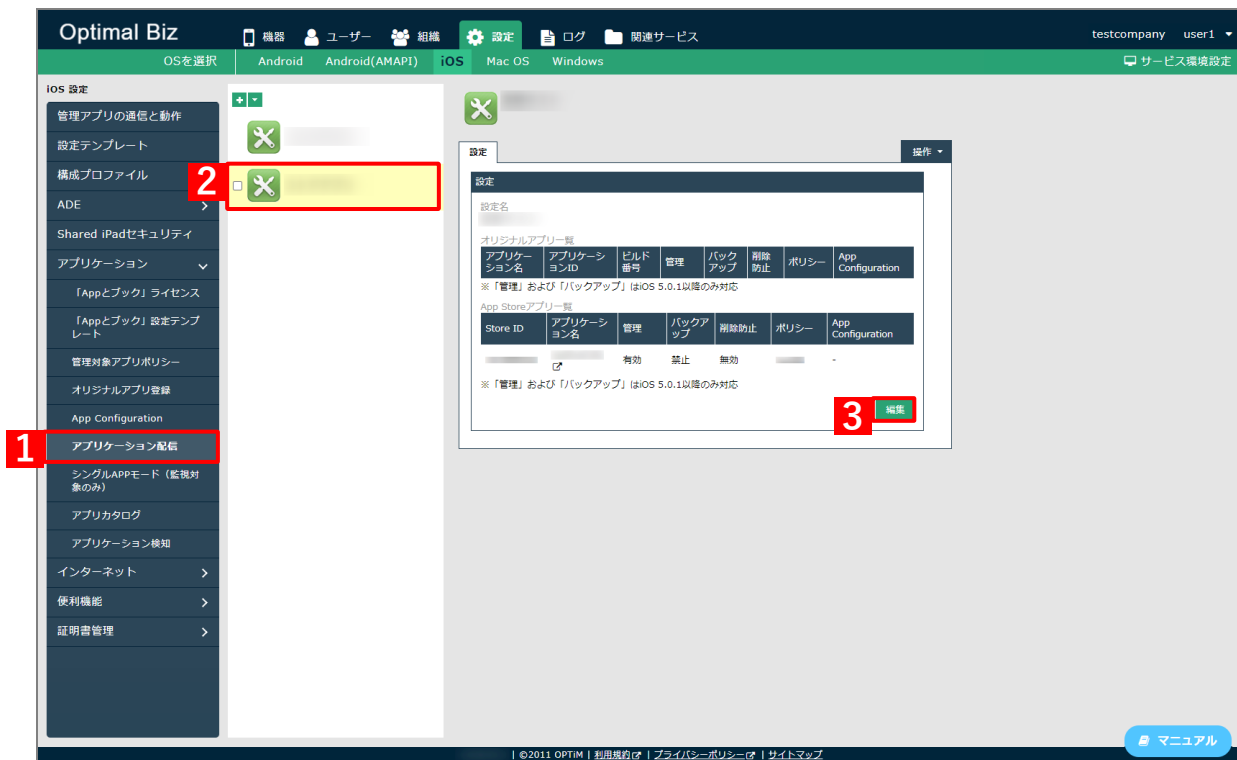 Optimal Biz
機器 ユーザー 組織 設定 ログ 関連サービス
testcompany user1
OSを選択 Android Android(AMAPI) iOS Mac OS Windows
サービス環境設定
iOS 設定
管理アプリの通信と動作
設定テンプレート
構成プロファイル
ADE
Shared iPadセキュリティ
アプリケーション
「Appとブック」ライセンス
「Appとブック」設定テンプ
レート
管理対象アプリポリシー
オリジナルアプリ登録
App Configuration
1
アプリケーション配信
シングルAPPモード（監視対
象のみ）
アプリカタログ
アプリケーション検知
インターネット
便利機能
証明書管理
2
設定
操作
設定
設定名
オリジナルアプリ一覧
アプリケー
ション名
アプリケーシ
ョンID
ビルド
番号
管理
バック
アップ
削除
防止
ポリシー
App
Configuration
※「管理」および「バックアップ」はiOS 5.0.1以降のみ対応
App Storeアプリ一覧
Store ID
アプリケーシ
ョン名
管理
バックア
ップ
削除防止
ポリシー
App
Configuration
有効 禁止 無効 -
※「管理」および「バックアップ」はiOS 5.0.1以降のみ対応
3
編集
マニュアル
| ©2011 OPTiM | 利用規約 | プライバシーポリシー | サイトマップ